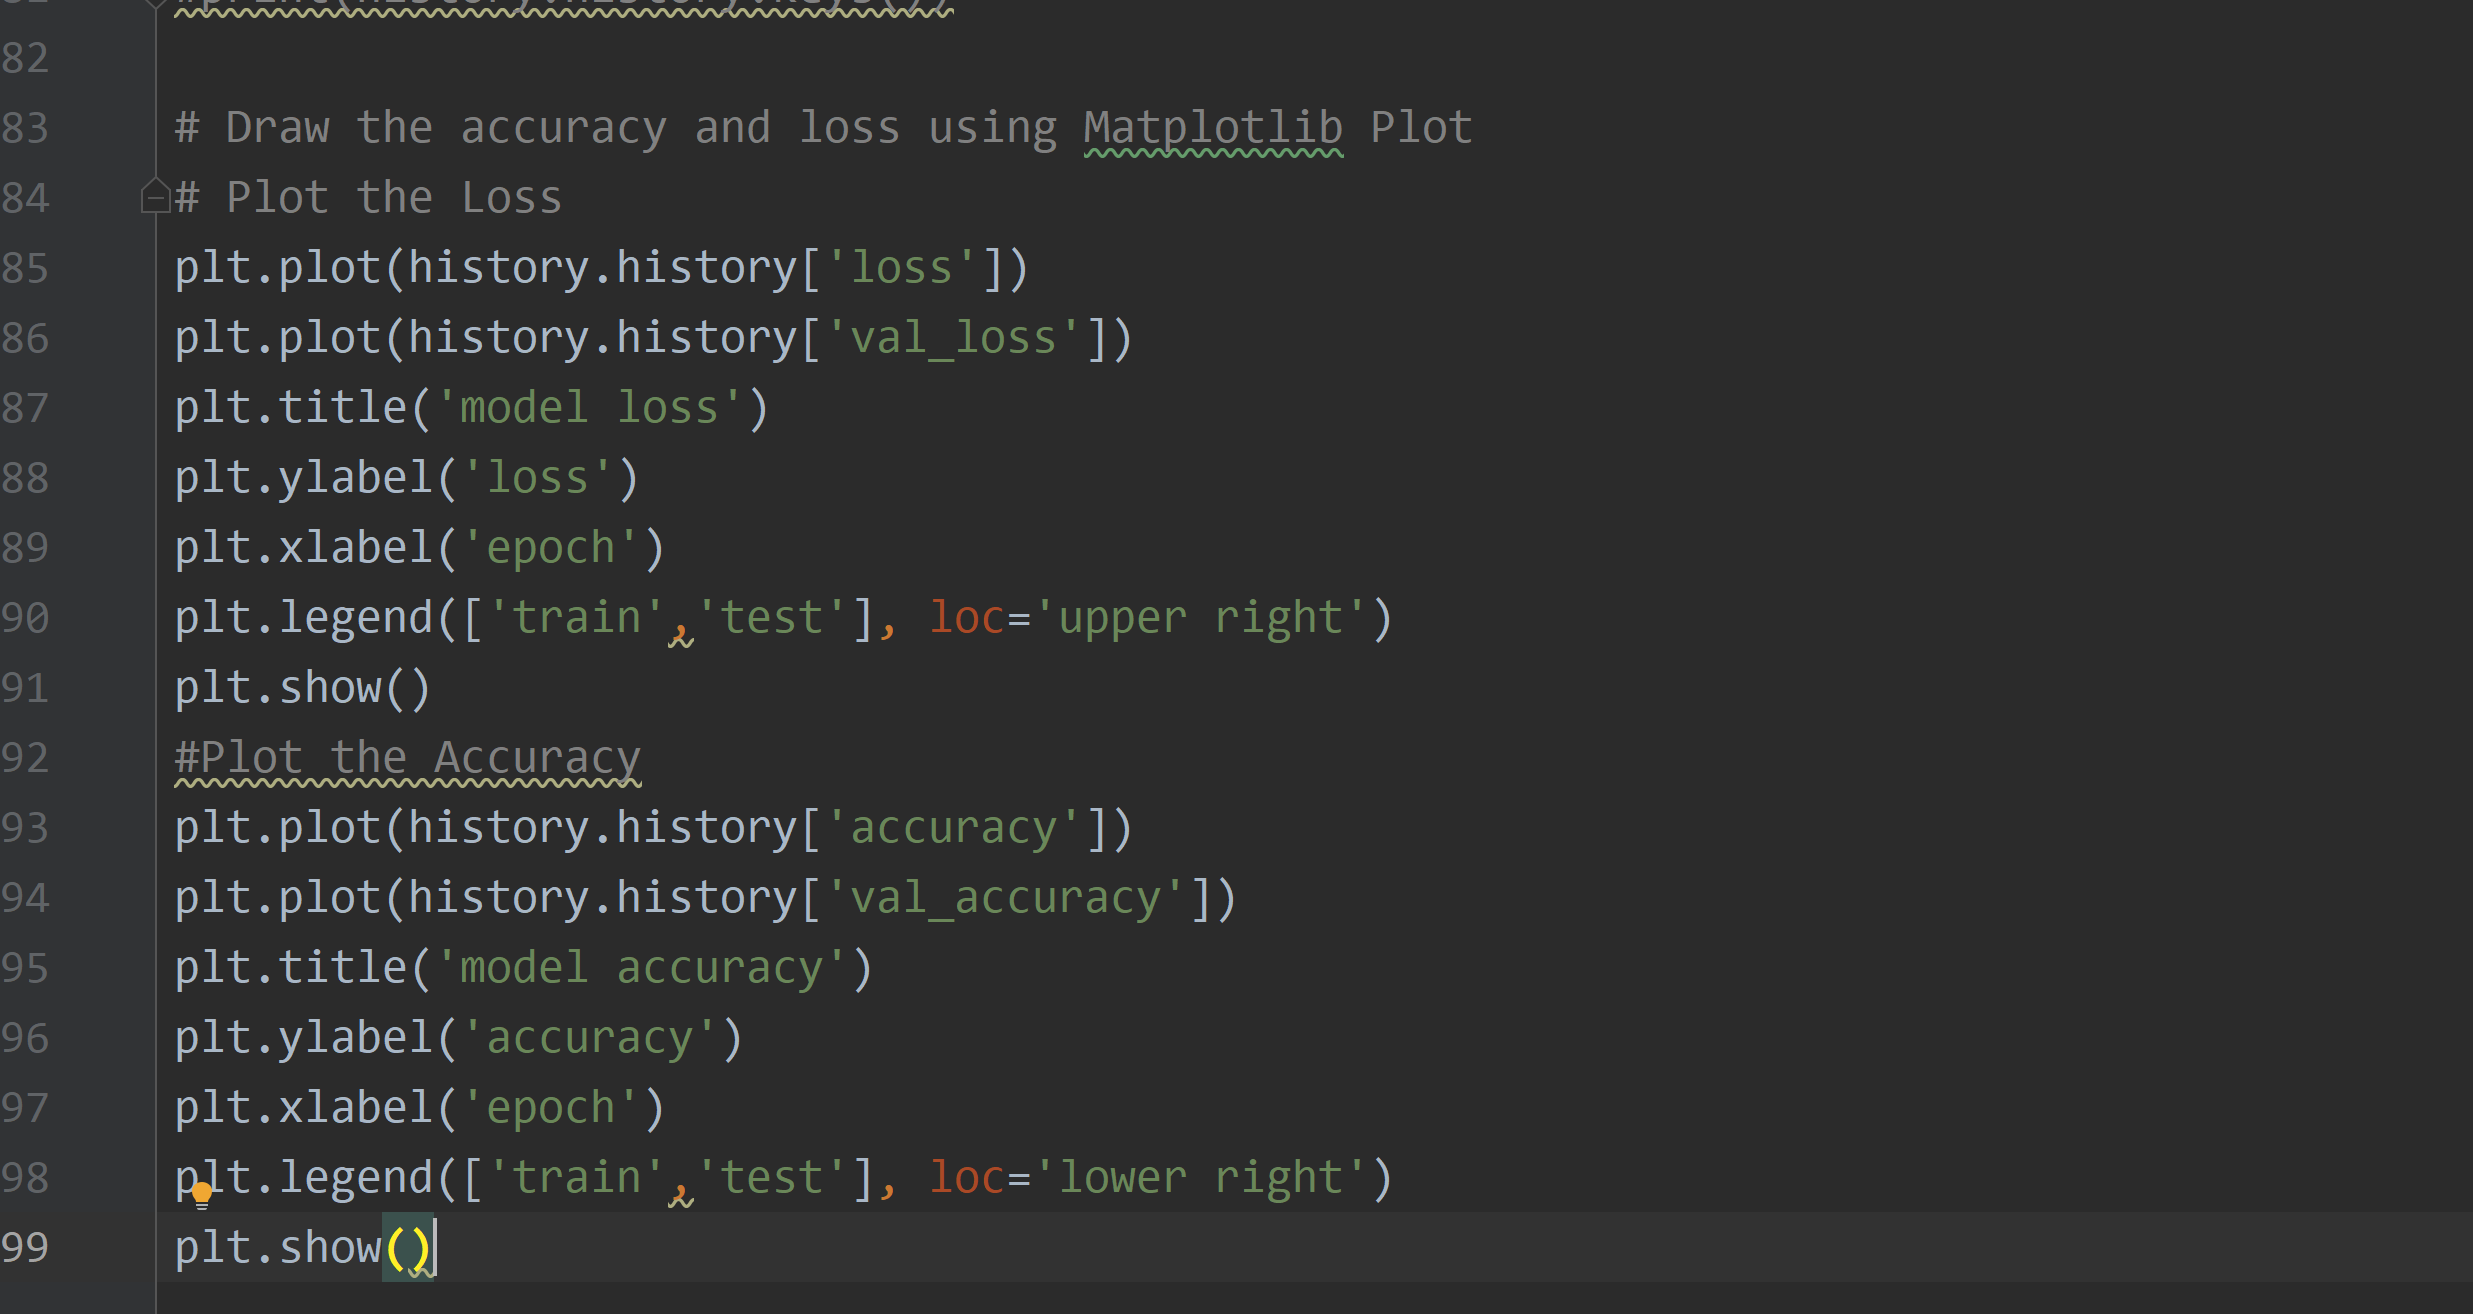 #print(history.history.keys())
82
83 # Draw the accuracy and loss using Matplotlib Plot
84 # Plot the Loss
85 plt.plot(history.history['loss'])
86 plt.plot(history.history['val_loss'])
87 plt.title('model loss')
88 plt.ylabel('loss')
89 plt.xlabel('epoch')
90 plt.legend(['train','test'], loc='upper right')
91 plt.show()
92 #Plot the Accuracy
93 plt.plot(history.history['accuracy'])
94 plt.plot(history.history['val_accuracy'])
95 plt.title('model accuracy')
96 plt.ylabel('accuracy')
97 plt.xlabel('epoch')
98 plt.legend(['train','test'], loc='lower right')
99 plt.show()